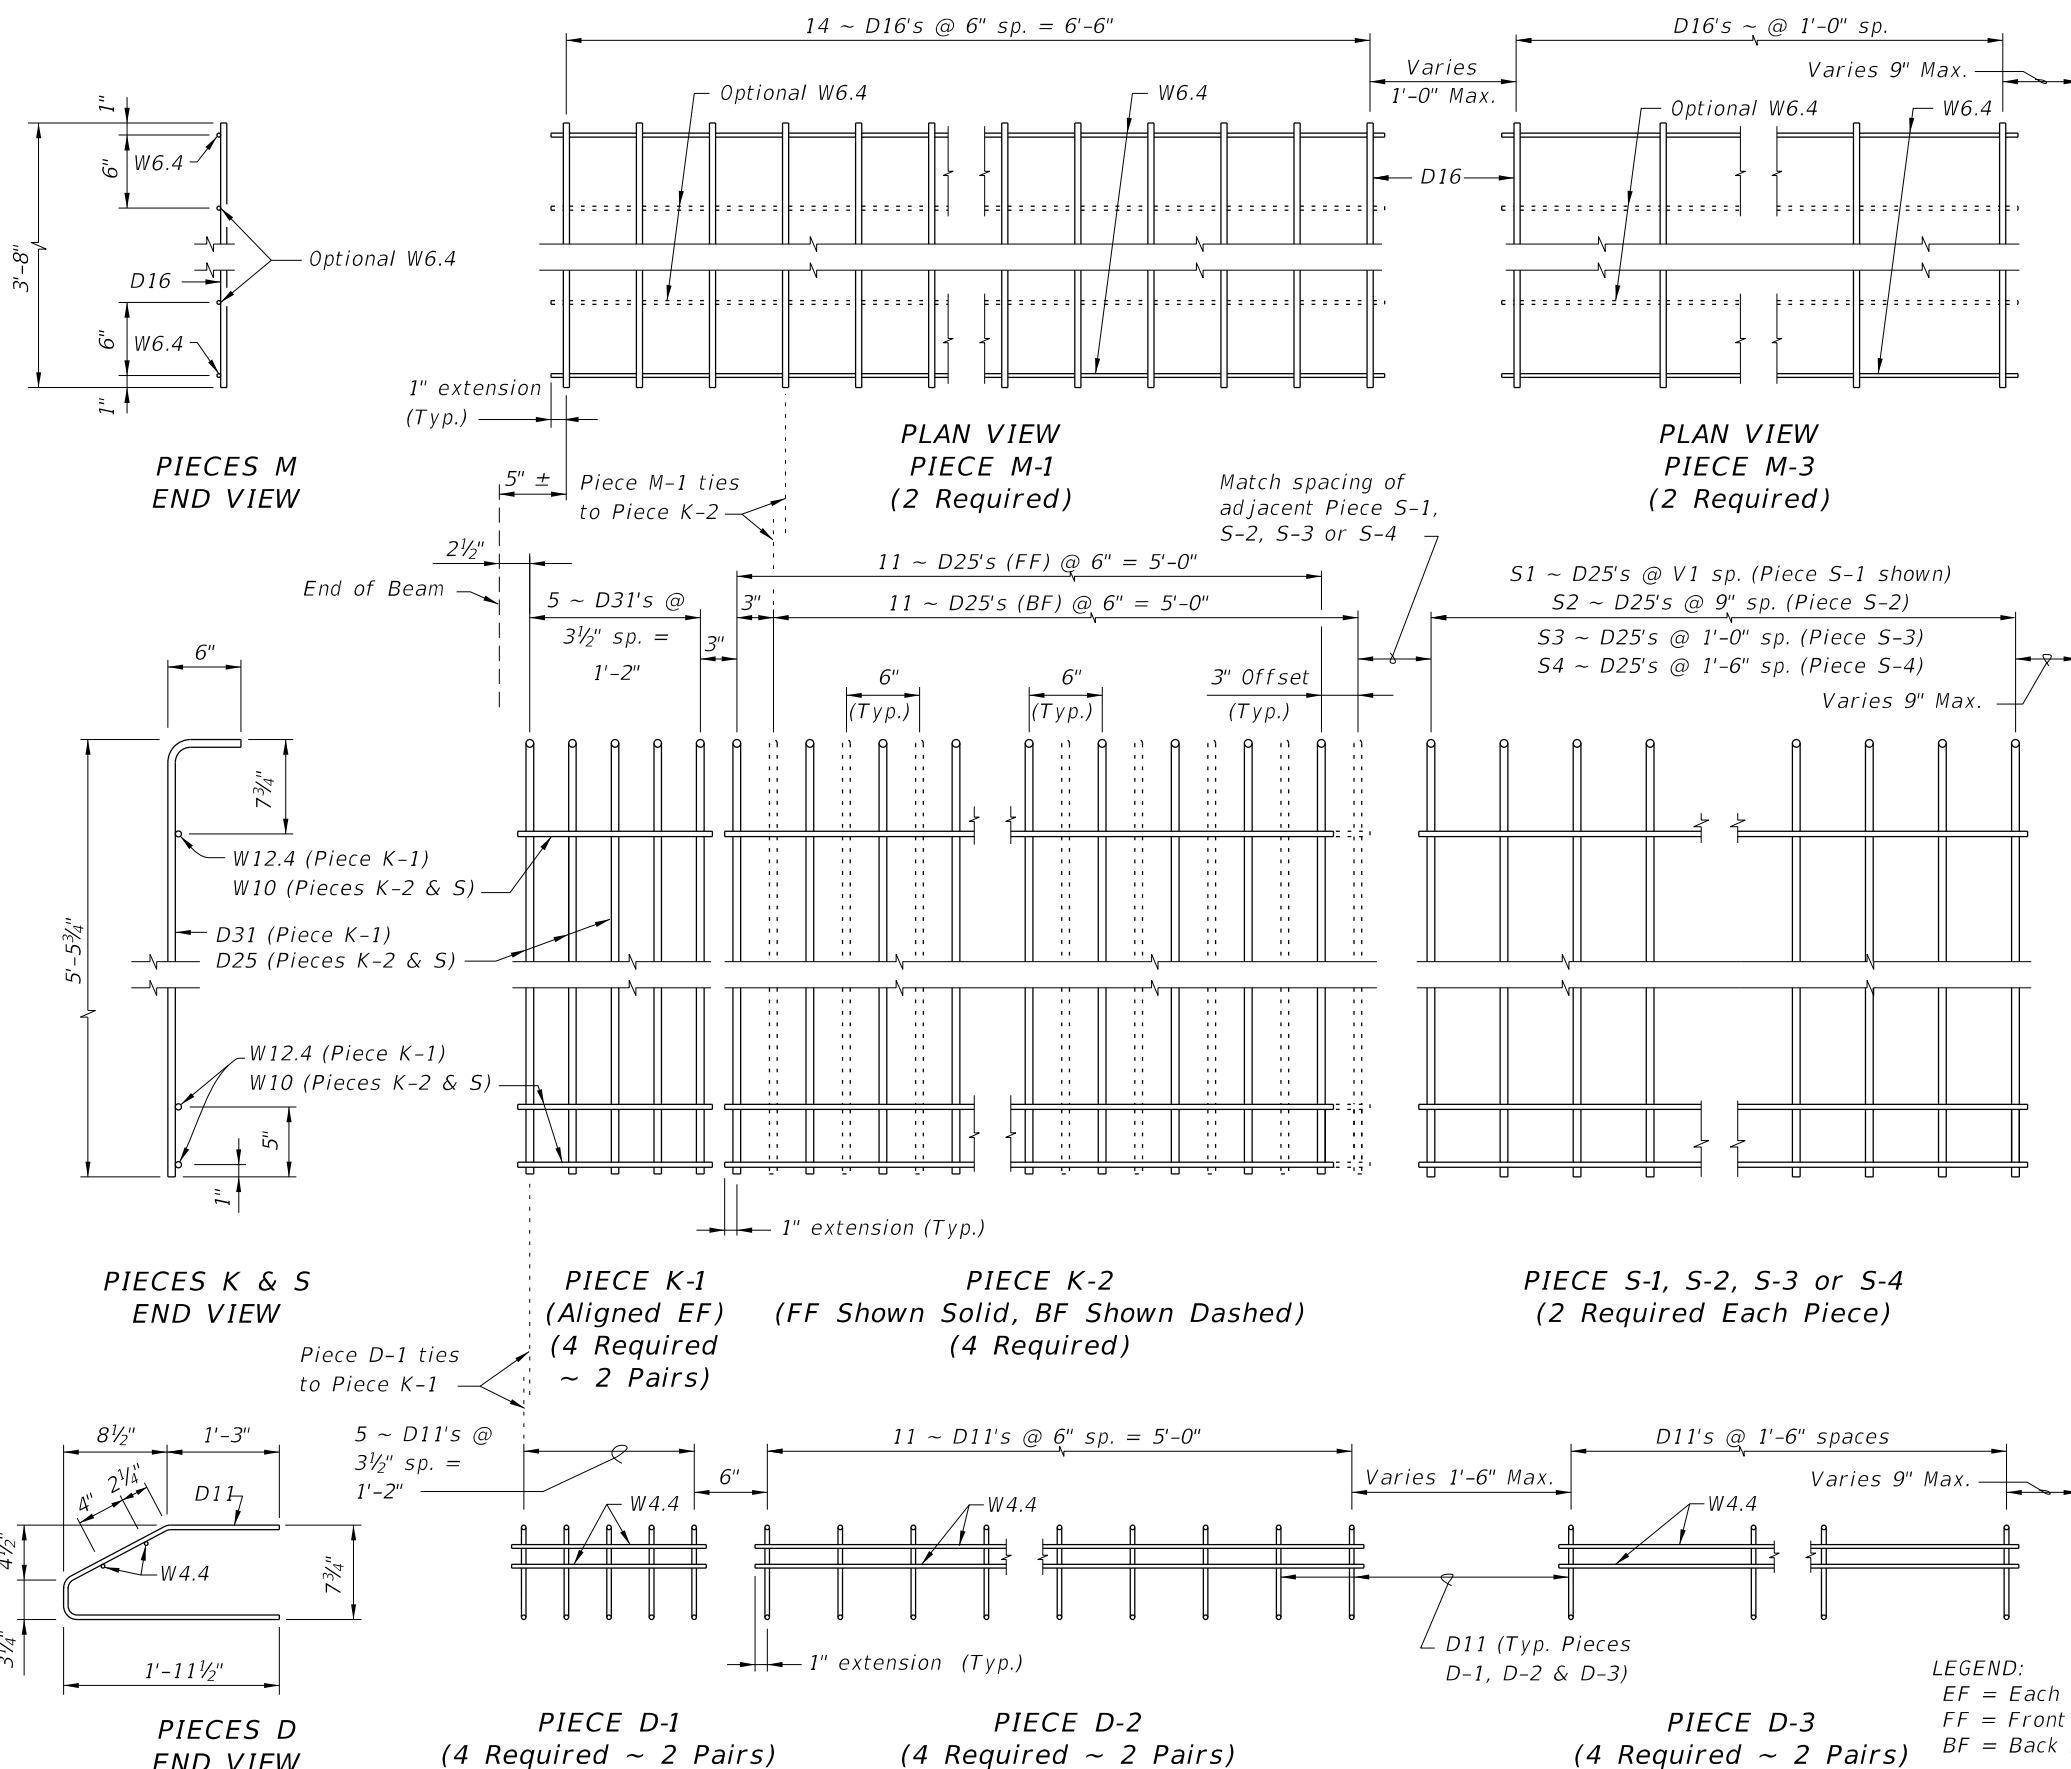 14 ~ D16's @ 6" sp. = 6'-6"
D16's ~ @ 1'-0" sp.
Varies
1'-0" Max.
Varies 9" Max.
1"
6"
W6.4
3'-8"
Optional W6.4
D16
6"
W6.4
1"
Optional W6.4
W6.4
D16
Optional W6.4
W6.4
1" extension
(Typ.)
PIECES M
END VIEW
PLAN VIEW
PIECE M-1
(2 Required)
PLAN VIEW
PIECE M-3
(2 Required)
5" ±
Piece M-1 ties
to Piece K-2
Match spacing of
adjacent Piece S-1,
S-2, S-3 or S-4
2½"
End of Beam
5 ~ D31's @
3½" sp. =
1'-2"
3"
3"
11 ~ D25's (FF) @ 6" = 5'-0"
11 ~ D25's (BF) @ 6" = 5'-0"
6"
(Typ.)
6"
(Typ.)
3" Offset
(Typ.)
S1 ~ D25's @ V1 sp. (Piece S-1 shown)
S2 ~ D25's @ 9" sp. (Piece S-2)
S3 ~ D25's @ 1'-0" sp. (Piece S-3)
S4 ~ D25's @ 1'-6" sp. (Piece S-4)
Varies 9" Max.
6"
7¾"
W12.4 (Piece K-1)
W10 (Pieces K-2 & S)
5'-5¾"
D31 (Piece K-1)
D25 (Pieces K-2 & S)
W12.4 (Piece K-1)
W10 (Pieces K-2 & S)
5"
1"
1" extension (Typ.)
PIECES K & S
END VIEW
PIECE K-1
(Aligned EF)
(4 Required
~ 2 Pairs)
PIECE K-2
(FF Shown Solid, BF Shown Dashed)
(4 Required)
PIECE S-1, S-2, S-3 or S-4
(2 Required Each Piece)
Piece D-1 ties
to Piece K-1
8½"
1'-3"
4"
2¼"
D11
W4.4
4½"
3¼"
7¾"
1'-11½"
5 ~ D11's @
3½" sp. =
1'-2"
6"
W4.4
11 ~ D11's @ 6" sp. = 5'-0"
W4.4
Varies 1'-6" Max.
D11's @ 1'-6" spaces
Varies 9" Max.
W4.4
1" extension (Typ.)
D11 (Typ. Pieces
D-1, D-2 & D-3)
LEGEND:
EF = Each
FF = Front
BF = Back
PIECES D
END VIEW
PIECE D-1
(4 Required ~ 2 Pairs)
PIECE D-2
(4 Required ~ 2 Pairs)
PIECE D-3
(4 Required ~ 2 Pairs)